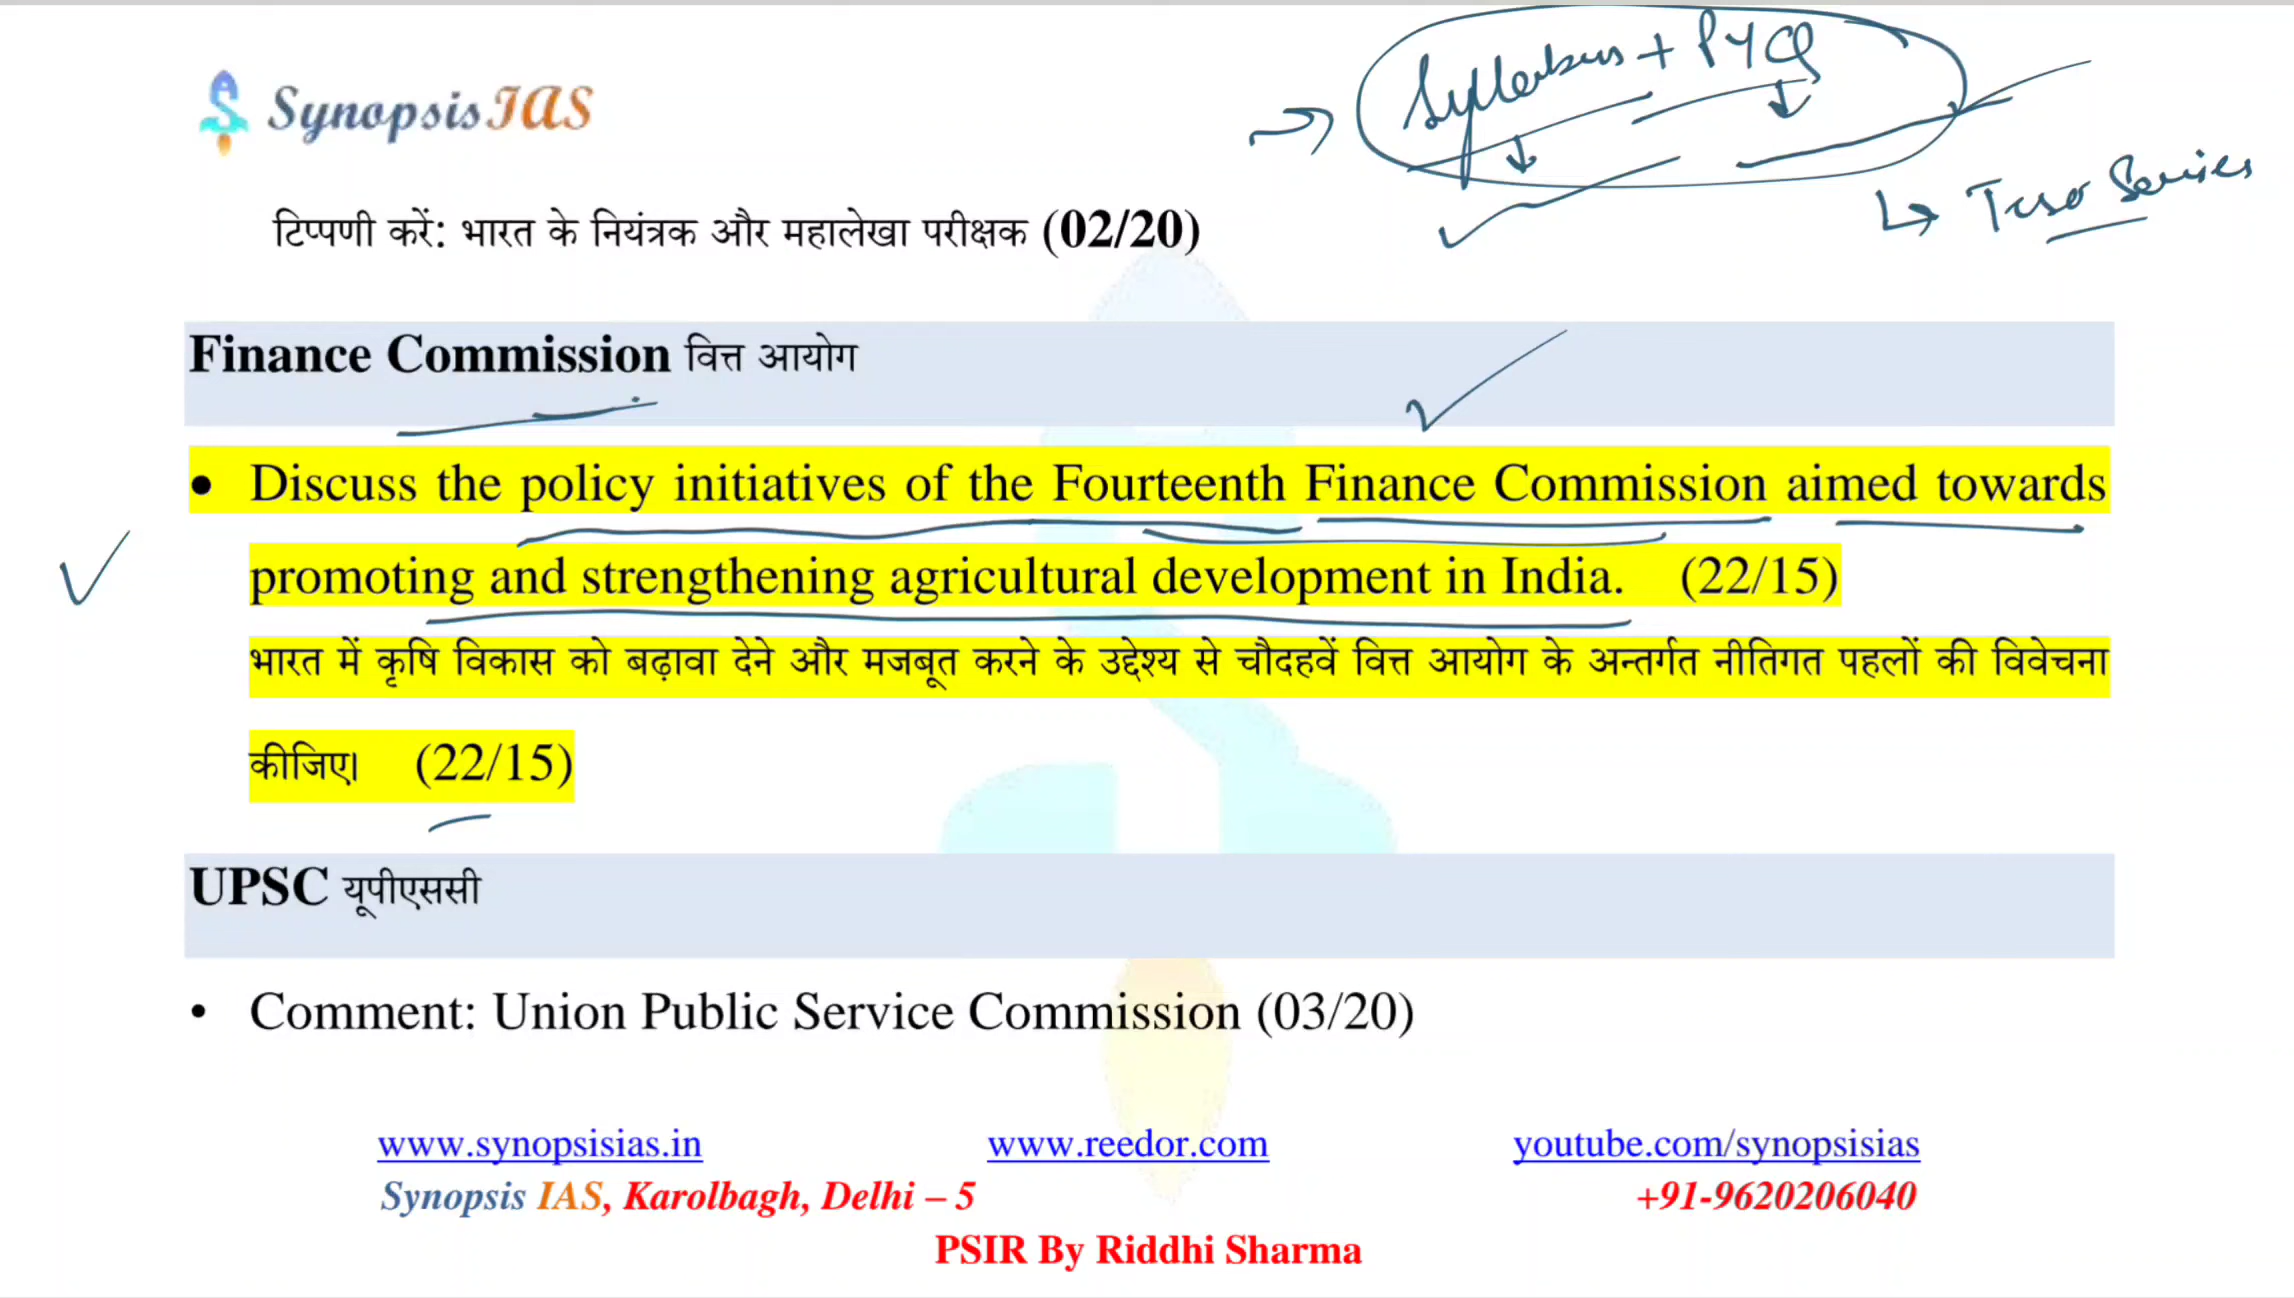 Syllabus + PYQ
SynopsisIAS
Series
टिप्पणी करें: भारत के नियंत्रक और महालेखा परीक्षक (02/20)
Finance Commission वित्त आयोग
• Discuss the policy initiatives of the Fourteenth Finance Commission aimed towards
promoting and strengthening agricultural development in India. (22/15)
भारत में कृषि विकास को बढ़ावा देने और मजबूत करने के उद्देश्य से चौदहवें वित्त आयोग के अन्तर्गत नीतिगत पहलों की विवेचना
कीजिए। (22/15)
UPSC यूपीएससी
• Comment: Union Public Service Commission (03/20)
www.synopsisias.in www.reedor.com youtube.com/synopsisias
Synopsis IAS, Karolbagh, Delhi – 5 +91-9620206040
PSIR By Riddhi Sharma